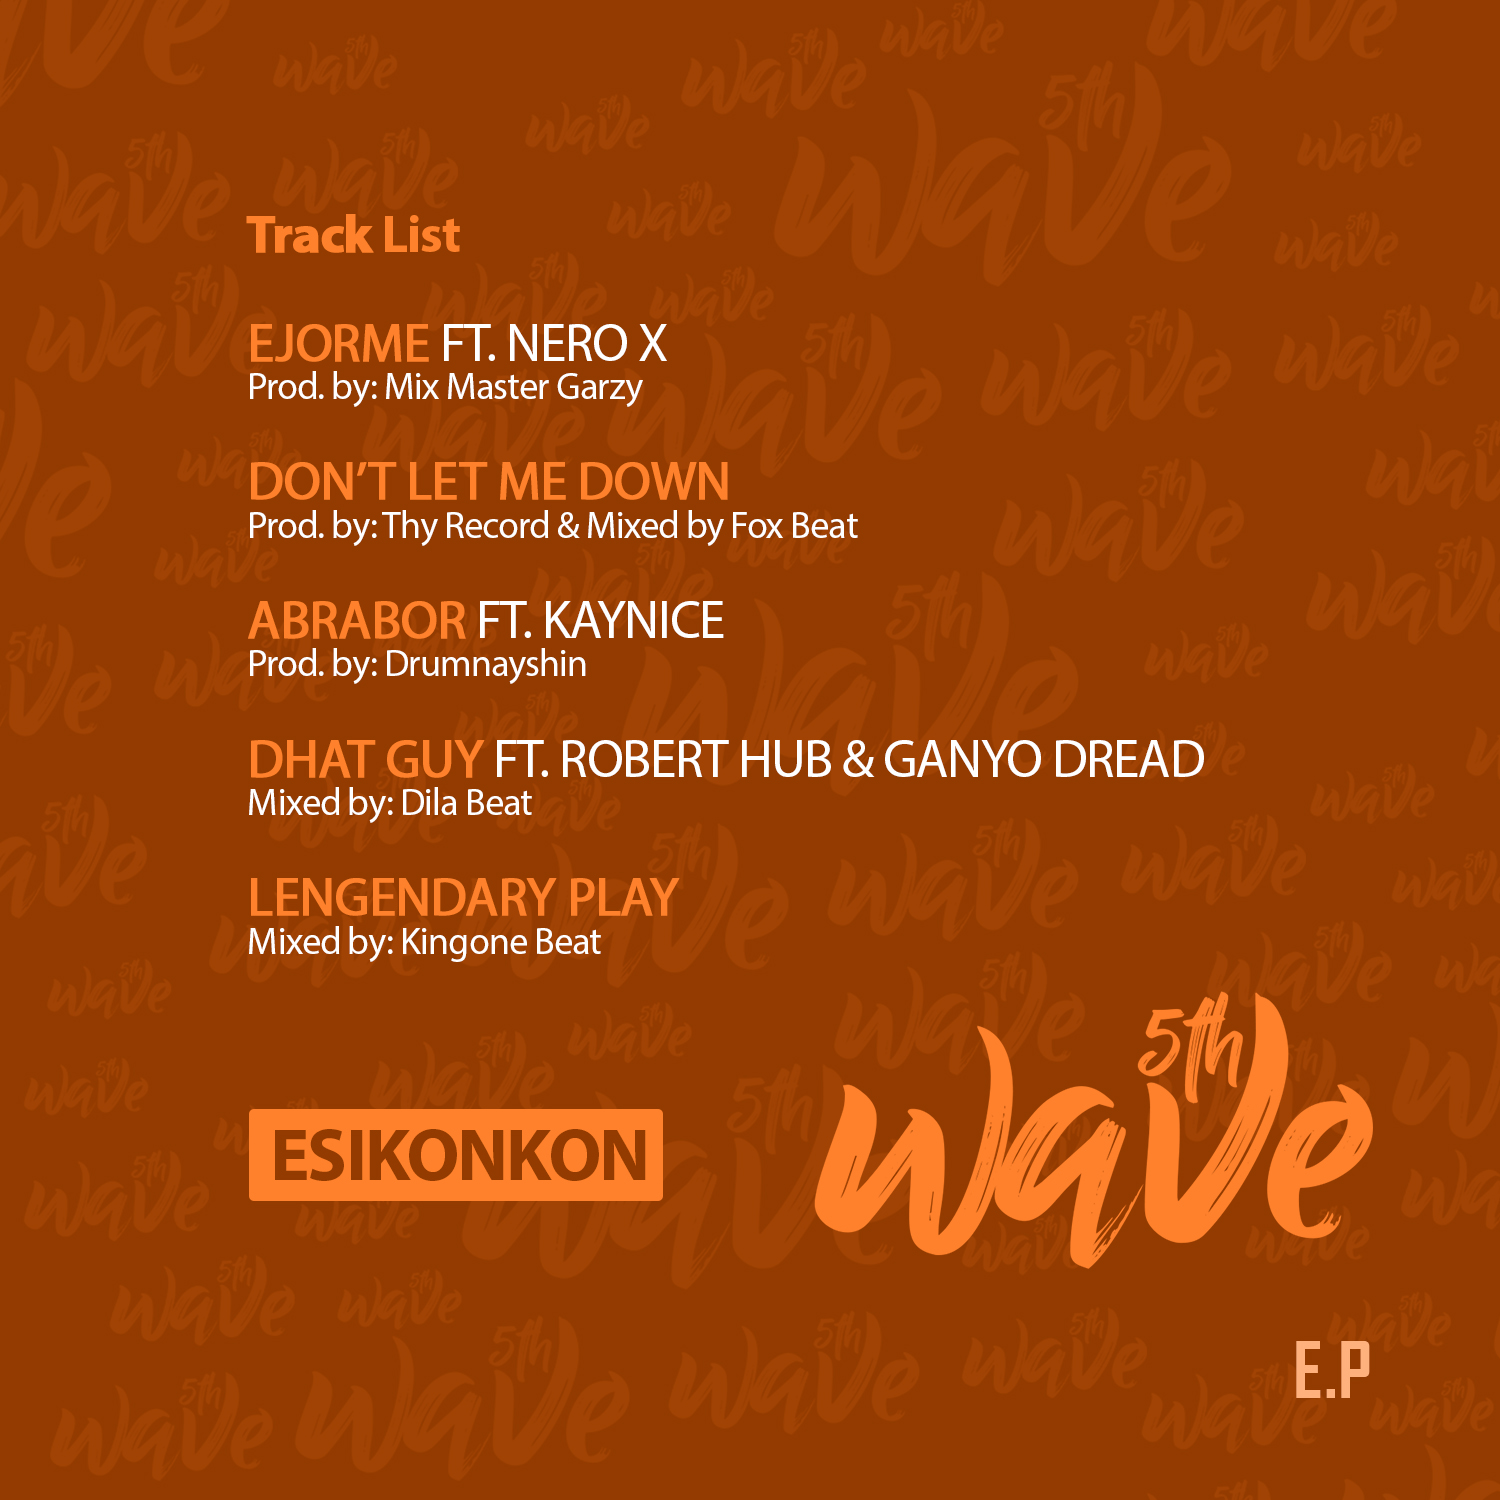 Track List
EJORME FT. NERO X
Prod. by: Mix Master Garzy
DON'T LET ME DOWN
Prod. by: Thy Record & Mixed by Fox Beat
ABRABOR FT. KAYNICE
Prod. by: Drumnayshin
DHAT GUY FT. ROBERT HUB & GANYO DREAD
Mixed by: Dila Beat
LENGENDARY PLAY
Mixed by: Kingone Beat
ESIKONKON
5th
wave
E.P